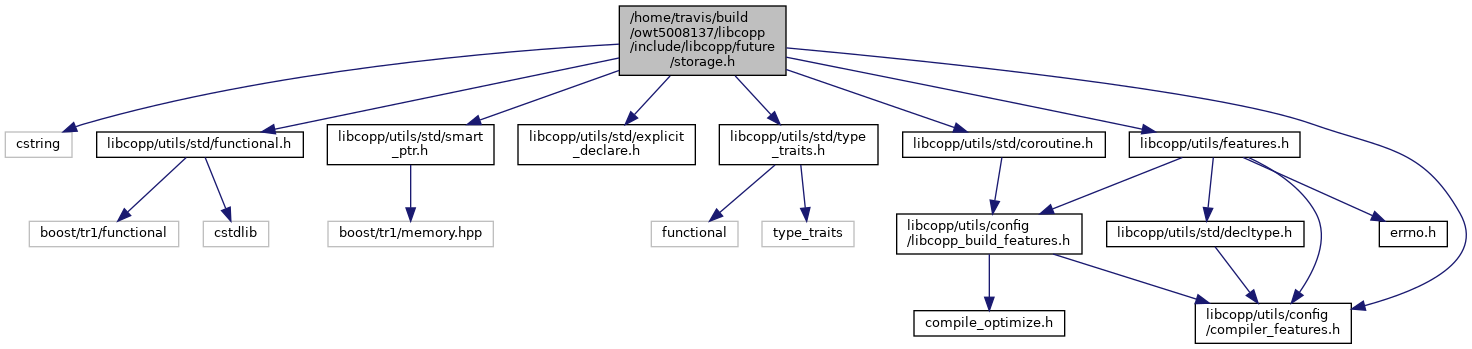 /home/travis/build
/owt5008137/libcopp
/include/libcopp/future
/storage.h
cstring
libcopp/utils/std/functional.h
libcopp/utils/std/smart
_ptr.h
libcopp/utils/std/explicit
_declare.h
libcopp/utils/std/type
_traits.h
libcopp/utils/std/coroutine.h
libcopp/utils/features.h
boost/tr1/functional
cstdlib
boost/tr1/memory.hpp
functional
type_traits
libcopp/utils/config
/libcopp_build_features.h
libcopp/utils/std/decltype.h
errno.h
compile_optimize.h
libcopp/utils/config
/compiler_features.h